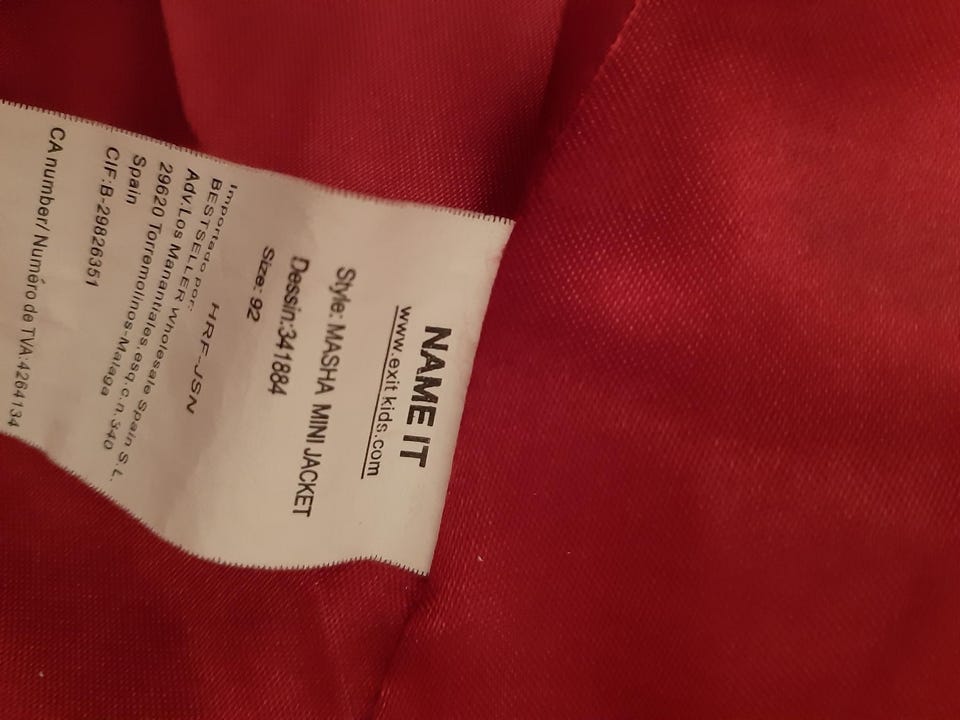 NAME IT
www.exitkids.com
Style: MASHA MINI JACKET
Dessin:341884
Size: 92
Importado por: HRF-JSN
BESTSELLER Wholesale Spain S.L.
Adv.Los Manantiales.esq.c.n.340
29620 Torremolinos-Malaga
Spain
CIF:B-29826351
CA number/ Numéro de TVA:4264134